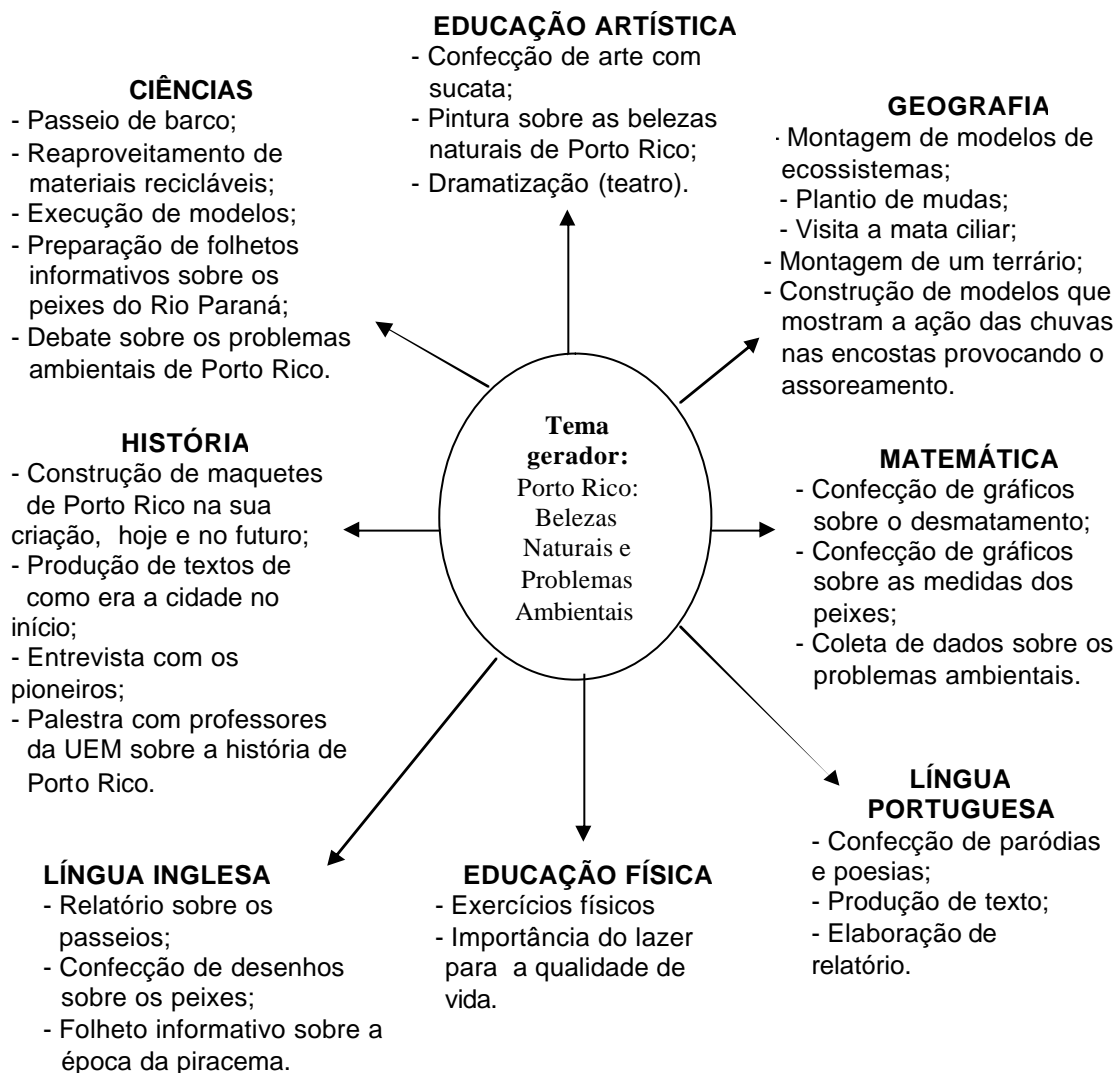 EDUCAÇÃO ARTÍSTICA
- Confecção de arte com
sucata;
- Pintura sobre as belezas
naturais de Porto Rico;
- Dramatização (teatro).
CIÊNCIAS
- Passeio de barco;
- Reaproveitamento de
materiais recicláveis;
- Execução de modelos;
- Preparação de folhetos
informativos sobre os
peixes do Rio Paraná;
- Debate sobre os problemas
ambientais de Porto Rico.
GEOGRAFIA
- Montagem de modelos de
ecossistemas;
- Plantio de mudas;
- Visita a mata ciliar;
- Montagem de um terrário;
- Construção de modelos que
mostram a ação das chuvas
nas encostas provocando o
assoreamento.
Tema
gerador:
Porto Rico:
Belezas
Naturais e
Problemas
Ambientais
HISTÓRIA
- Construção de maquetes
de Porto Rico na sua
criação, hoje e no futuro;
- Produção de textos de
como era a cidade no
início;
- Entrevista com os
pioneiros;
- Palestra com professores
da UEM sobre a história de
Porto Rico.
MATEMÁTICA
- Confecção de gráficos
sobre o desmatamento;
- Confecção de gráficos
sobre as medidas dos
peixes;
- Coleta de dados sobre os
problemas ambientais.
LÍNGUA INGLESA
- Relatório sobre os
passeios;
- Confecção de desenhos
sobre os peixes;
- Folheto informativo sobre a
época da piracema.
EDUCAÇÃO FÍSICA
- Exercícios físicos
- Importância do lazer
para a qualidade de
vida.
LÍNGUA
PORTUGUESA
- Confecção de paródias
e poesias;
- Produção de texto;
- Elaboração de
relatório.